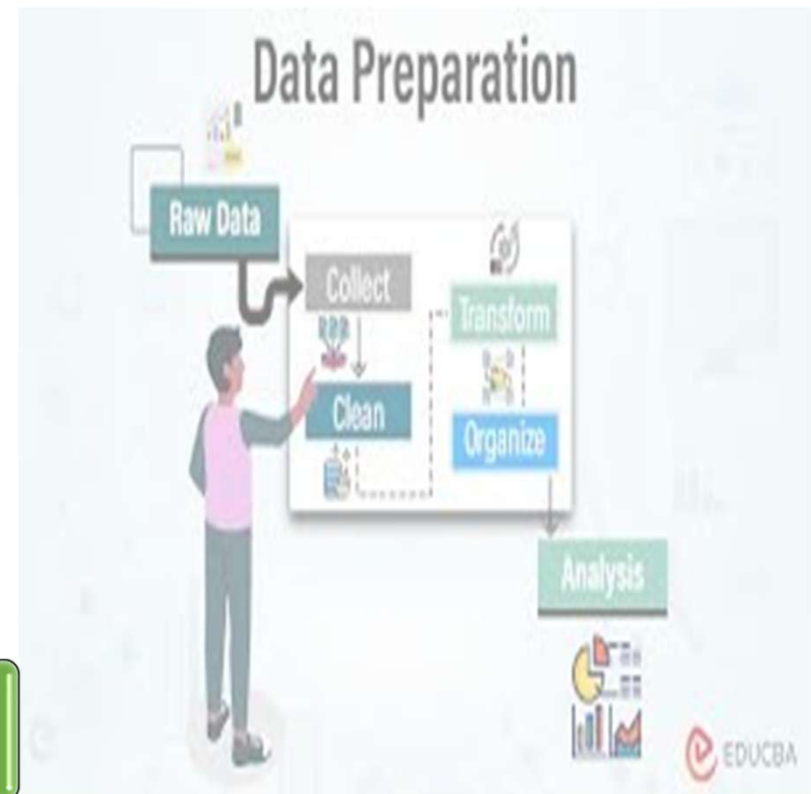 Data Preparation
Raw Data
Collect
Clean
Transform
Organize
Analysis
EDUCBA